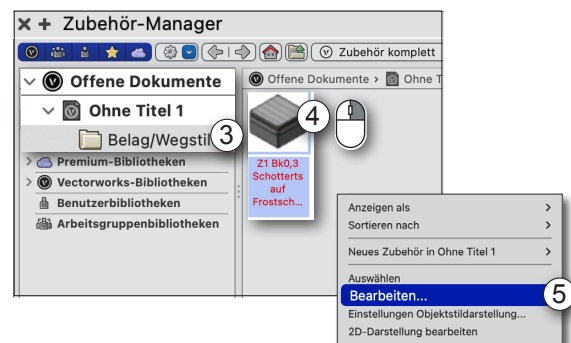 Zubehör-Manager
Zubehör komplett
Offene Dokumente
Ohne Titel 1
Belag/Wegstil
3
Premium-Bibliotheken
Vectorworks-Bibliotheken
Benutzerbibliotheken
Arbeitsgruppenbibliotheken
Offene Dokumente › Ohne T
4
Z1 Bk0,3
Schotterts
auf
Frostsch...
Anzeigen als
Sortieren nach
Neues Zubehör in Ohne Titel 1
Auswählen
Bearbeiten...
5
Einstellungen Objektstildarstellung...
2D-Darstellung bearbeiten